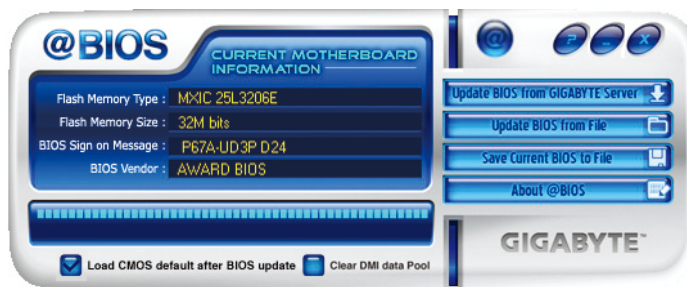 @BIOS
CURRENT MOTHERBOARD
INFORMATION
Flash Memory Type : MXIC 25L3206E
Flash Memory Size : 32M bits
BIOS Sign on Message : P67A-UD3P D24
BIOS Vendor : AWARD BIOS
Load CMOS default after BIOS update
Clear DMI data Pool
@
? _ X
Update BIOS from GIGABYTE Server
Update BIOS from File
Save Current BIOS to File
About @BIOS
GIGABYTE™